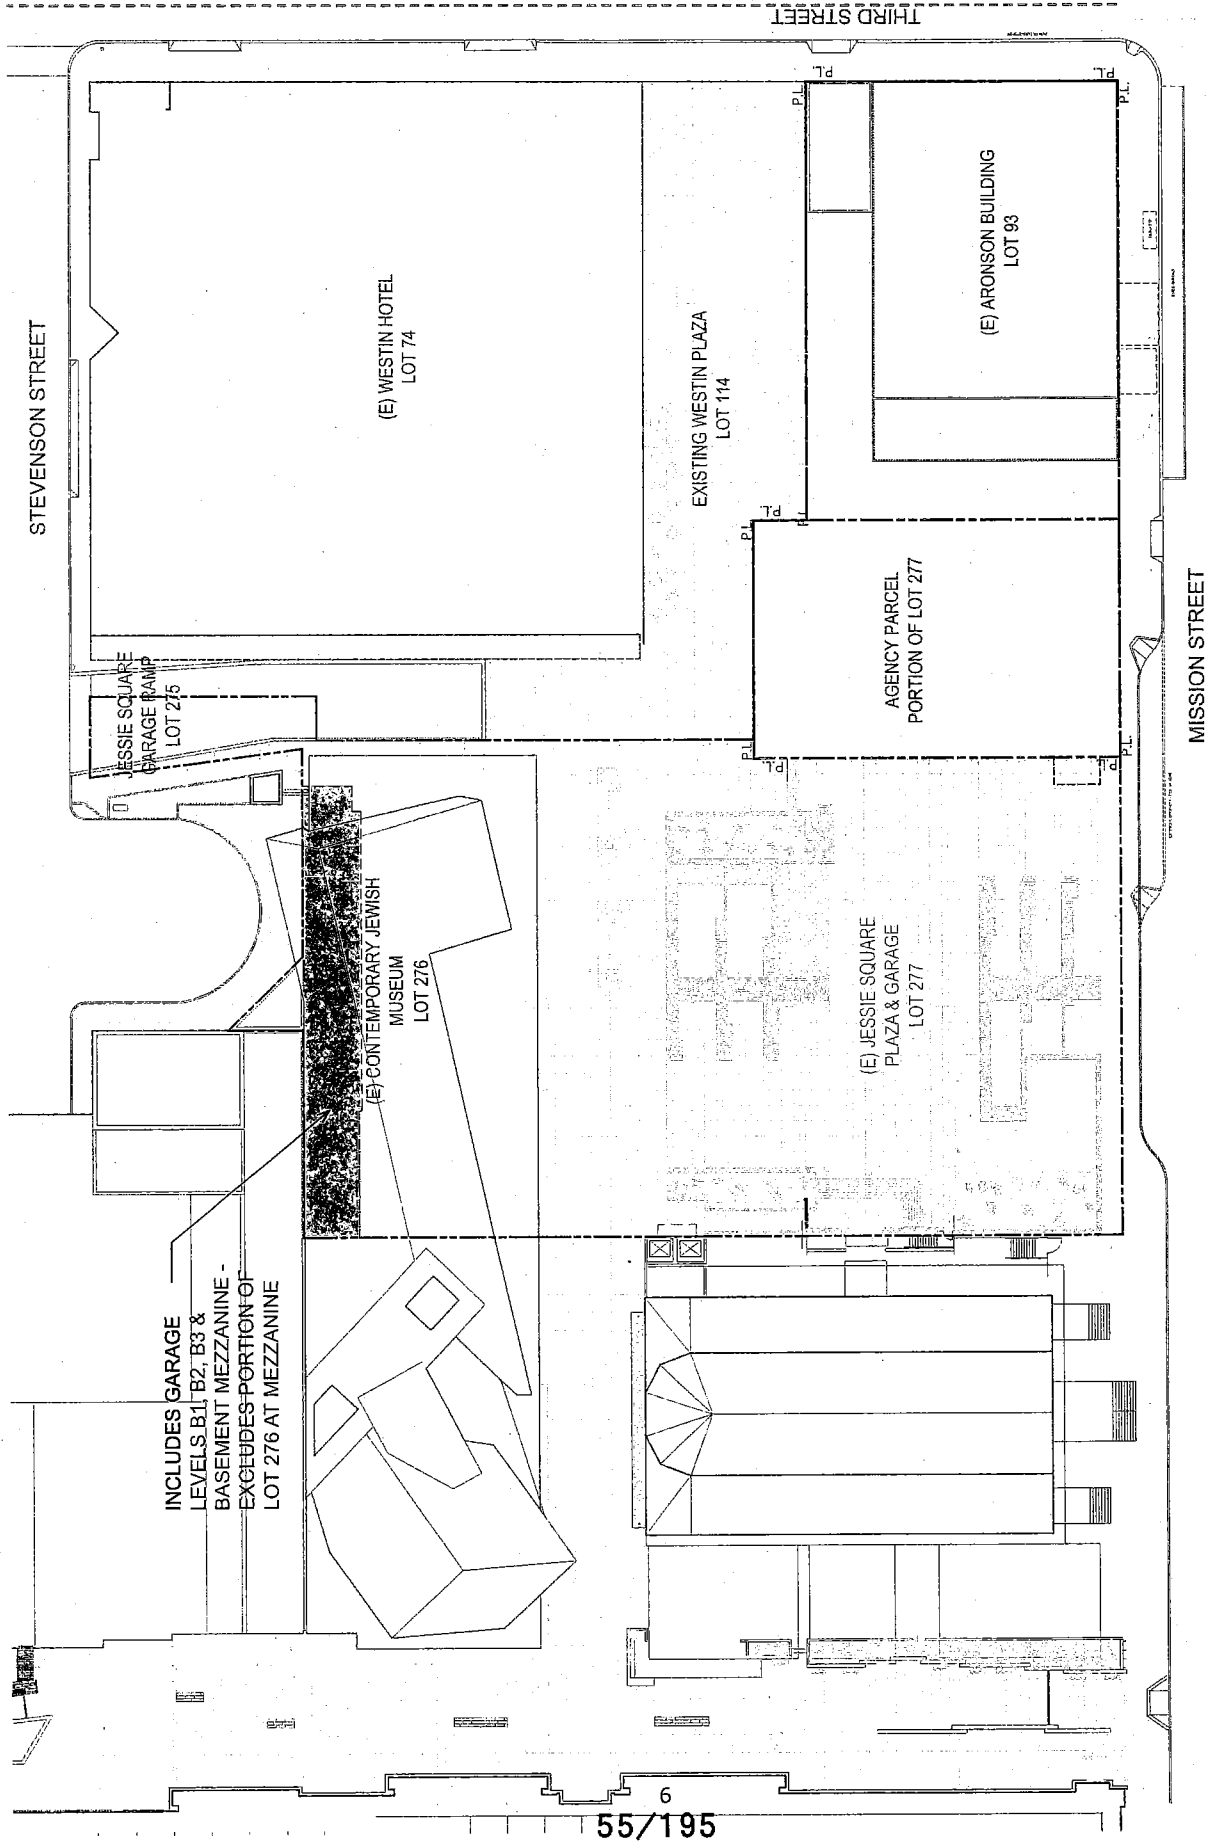 THIRD STREET
STEVENSON STREET
(E) WESTIN HOTEL
LOT 74
EXISTING WESTIN PLAZA
LOT 114
(E) ARONSON BUILDING
LOT 93
P.L.
P.L.
P.L.
P.L.
P.L.
P.L.
P.L.
P.L.
P.L.
P.L.
P.L.
AGENCY PARCEL
PORTION OF LOT 277
JESSIE SQUARE
GARAGE RAMP
LOT 275
MISSION STREET
(E) CONTEMPORARY JEWISH
MUSEUM
LOT 276
(E) JESSIE SQUARE
PLAZA & GARAGE
LOT 277
INCLUDES GARAGE
LEVELS B1, B2, B3 &
BASEMENT MEZZANINE -
EXCLUDES PORTION OF
LOT 276 AT MEZZANINE
6
55/195